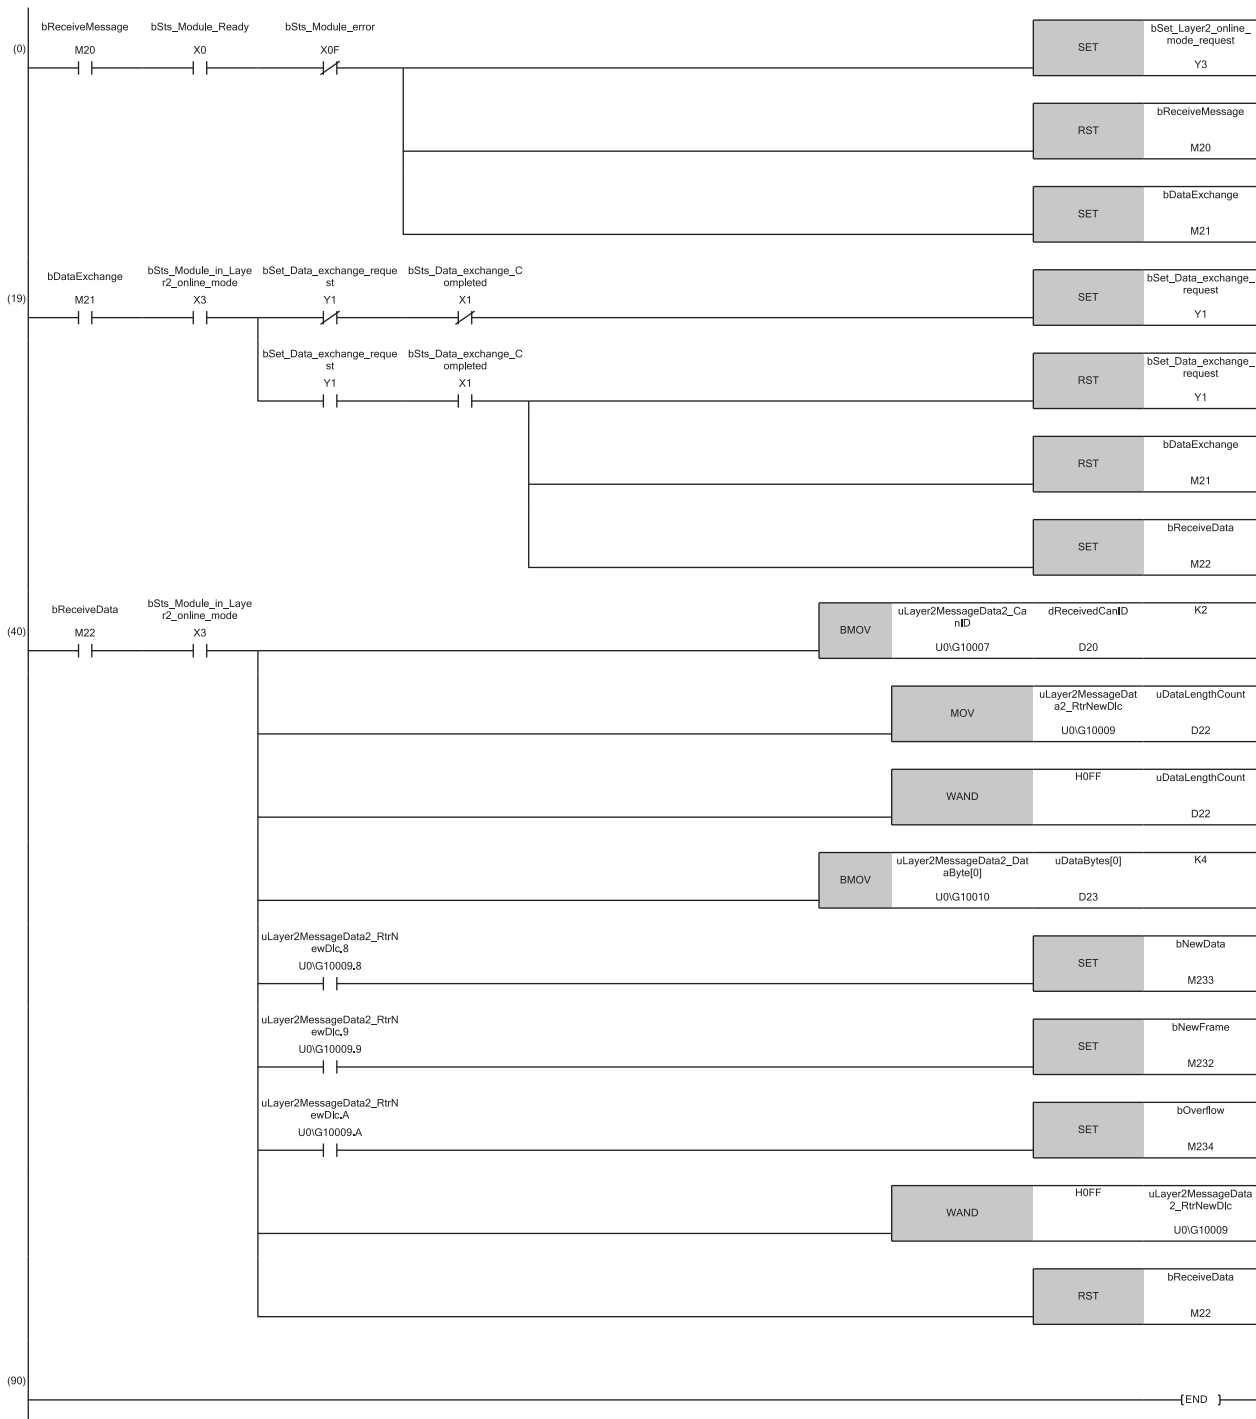 bReceiveMessage bSts_Module_Ready bSts_Module_error
(0) M20 X0 X0F
SET bSet_Layer2_online_
mode_request
Y3
RST bReceiveMessage
M20
SET bDataExchange
M21
bDataExchange bSts_Module_in_Laye
r2_online_mode bSet_Data_exchange_reque
st bSts_Data_exchange_C
ompleted
(19) M21 X3 Y1 X1
SET bSet_Data_exchange_
request
Y1
bSet_Data_exchange_reque
st bSts_Data_exchange_C
ompleted
Y1 X1
RST bSet_Data_exchange_
request
Y1
RST bDataExchange
M21
SET bReceiveData
M22
bReceiveData bSts_Module_in_Laye
r2_online_mode
(40) M22 X3
BMOV uLayer2MessageData2_Ca
nID dReceivedCanID K2
U0\G10007 D20
MOV uLayer2MessageDat
a2_RtrNewDlc uDataLengthCount
U0\G10009 D22
WAND H0FF uDataLengthCount
D22
BMOV uLayer2MessageData2_Dat
aByte[0] uDataBytes[0] K4
U0\G10010 D23
uLayer2MessageData2_RtrN
ewDlc.8
U0\G10009.8
SET bNewData
M233
uLayer2MessageData2_RtrN
ewDlc.9
U0\G10009.9
SET bNewFrame
M232
uLayer2MessageData2_RtrN
ewDlc.A
U0\G10009.A
SET bOverflow
M234
WAND H0FF uLayer2MessageData
2_RtrNewDlc
U0\G10009
RST bReceiveData
M22
(90)
[END ]